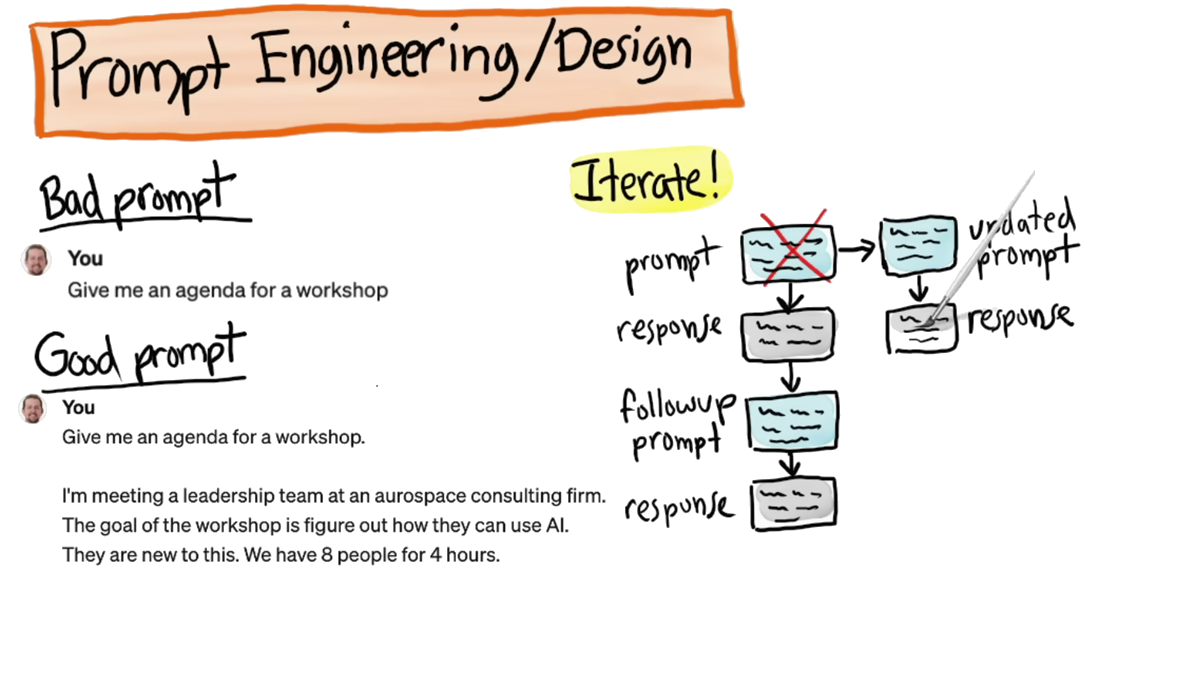 Prompt Engineering/Design
Bad prompt
You
Give me an agenda for a workshop
Good prompt
You
Give me an agenda for a workshop.
I'm meeting a leadership team at an aurospace consulting firm.
The goal of the workshop is figure out how they can use AI.
They are new to this. We have 8 people for 4 hours.
Iterate!
prompt
response
followup
prompt
response
updated
prompt
response